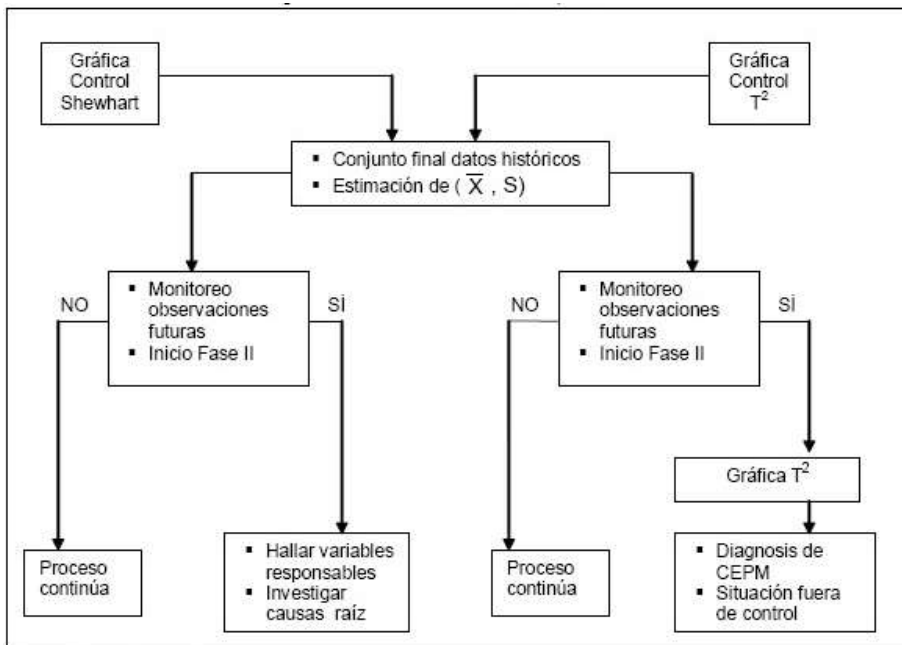 Gráfica
Control
Shewhart
Gráfica
Control
T²
▪ Conjunto final datos históricos
▪ Estimación de ( X̅ , S)
NO
▪ Monitoreo
observaciones
futuras
▪ Inicio Fase II
SÍ
NO
▪ Monitoreo
observaciones
futuras
▪ Inicio Fase II
SÍ
Gráfica T²
Proceso
continúa
▪ Hallar variables
responsables
▪ Investigar
causas raíz
Proceso
continúa
▪ Diagnosis de
CEPM
▪ Situación fuera
de control